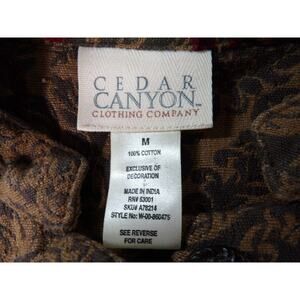 CEDAR
CANYON™
CLOTHING COMPANY
M
100% COTTON
EXCLUSIVE OF
DECORATION
MADE IN INDIA
RN# 53001
SKU# A78214
STYLE No: W-00-860475
SEE REVERSE
FOR CARE